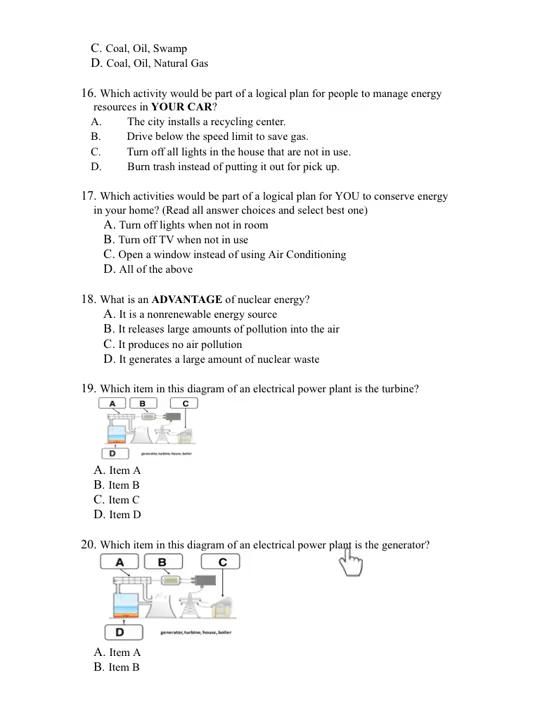 C. Coal, Oil, Swamp
D. Coal, Oil, Natural Gas
16. Which activity would be part of a logical plan for people to manage energy
resources in YOUR CAR?
A. The city installs a recycling center.
B. Drive below the speed limit to save gas.
C. Turn off all lights in the house that are not in use.
D. Burn trash instead of putting it out for pick up.
17. Which activities would be part of a logical plan for YOU to conserve energy
in your home? (Read all answer choices and select best one)
A. Turn off lights when not in room
B. Turn off TV when not in use
C. Open a window instead of using Air Conditioning
D. All of the above
18. What is an ADVANTAGE of nuclear energy?
A. It is a nonrenewable energy source
B. It releases large amounts of pollution into the air
C. It produces no air pollution
D. It generates a large amount of nuclear waste
19. Which item in this diagram of an electrical power plant is the turbine?
A B C
D generator, turbine, house, boiler
A. Item A
B. Item B
C. Item C
D. Item D
20. Which item in this diagram of an electrical power plant is the generator?
A B C
D generator, turbine, house, boiler
A. Item A
B. Item B